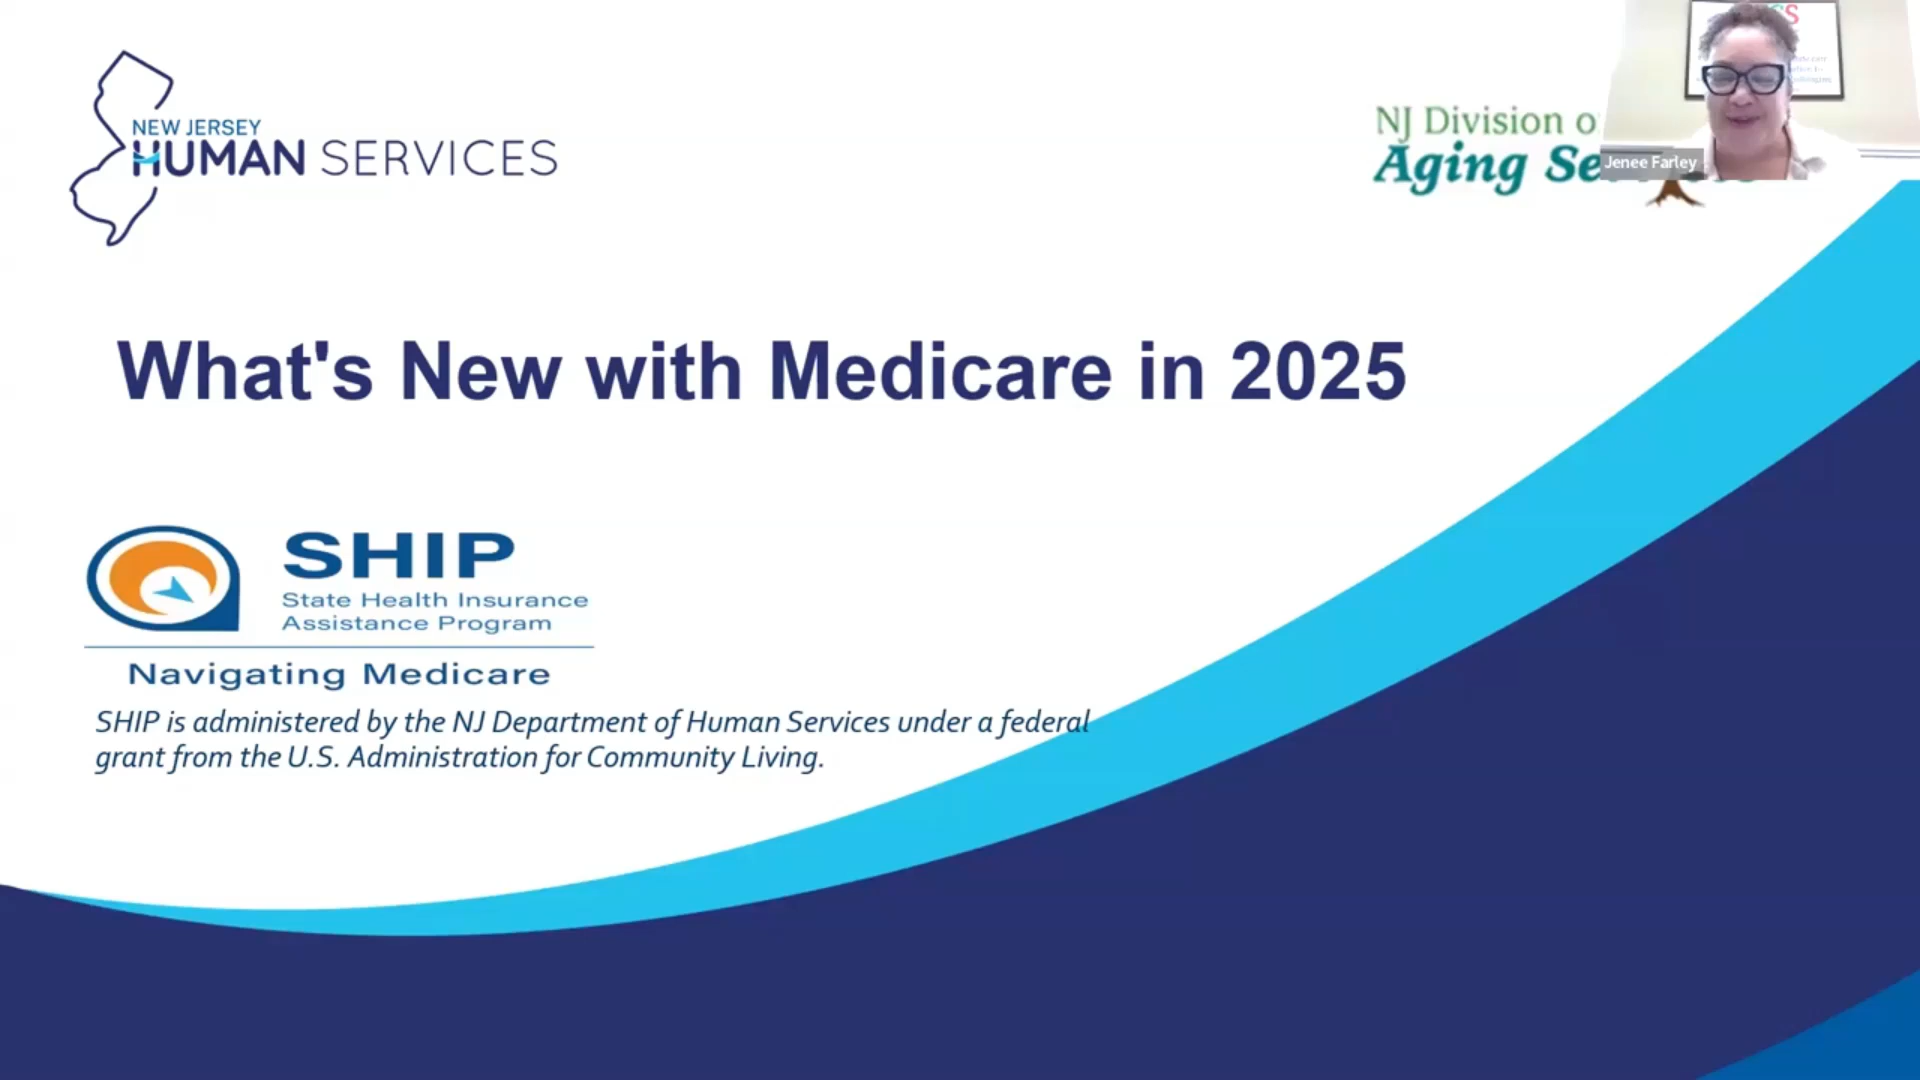 NEW JERSEY
HUMAN SERVICES
NJ Division
Aging
Jenee Farley
What's New with Medicare in 2025
SHIP
State Health Insurance
Assistance Program
Navigating Medicare
SHIP is administered by the NJ Department of Human Services under a federal
grant from the U.S. Administration for Community Living.